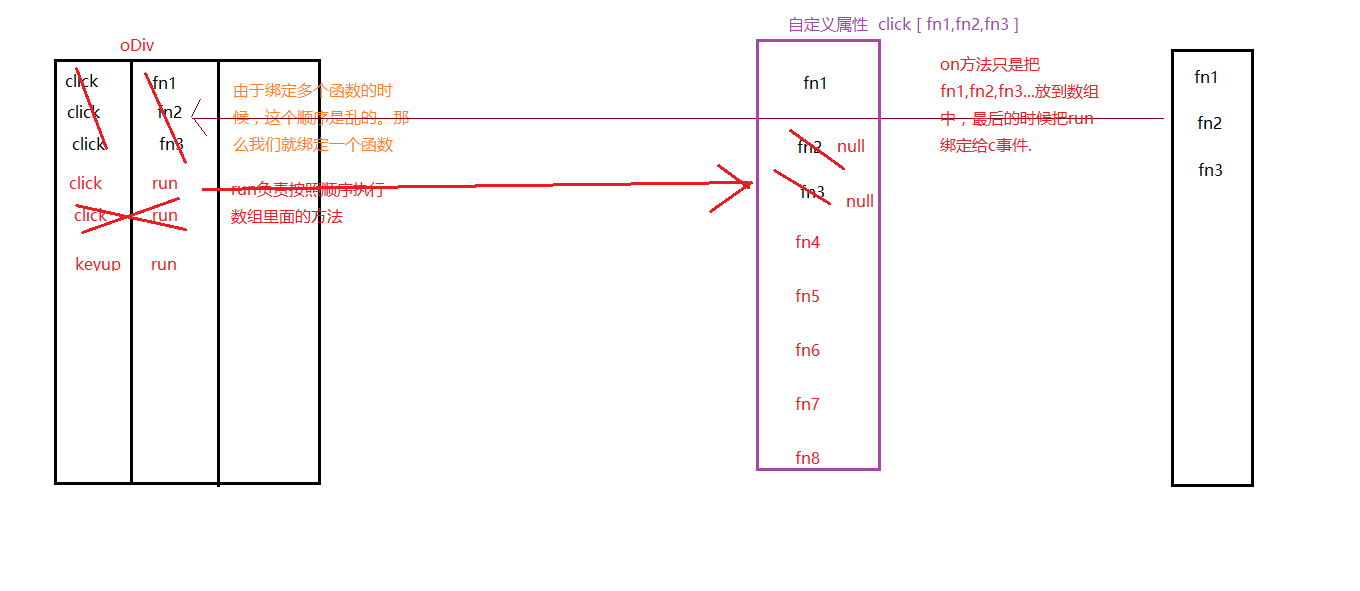 自定义属性 click [ fn1,fn2,fn3 ]
oDiv
click fn1
click fn2
click fn3
click run
click run
keyup run
由于绑定多个函数的时
候，这个顺序是乱的。那
么我们就绑定一个函数
run负责按照顺序执行
数组里面的方法
fn1
fn2 null
fn3 null
fn4
fn5
fn6
fn7
fn8
on方法只是把
fn1,fn2,fn3...放到数组
中，最后的时候把run
绑定给c事件.
fn1
fn2
fn3